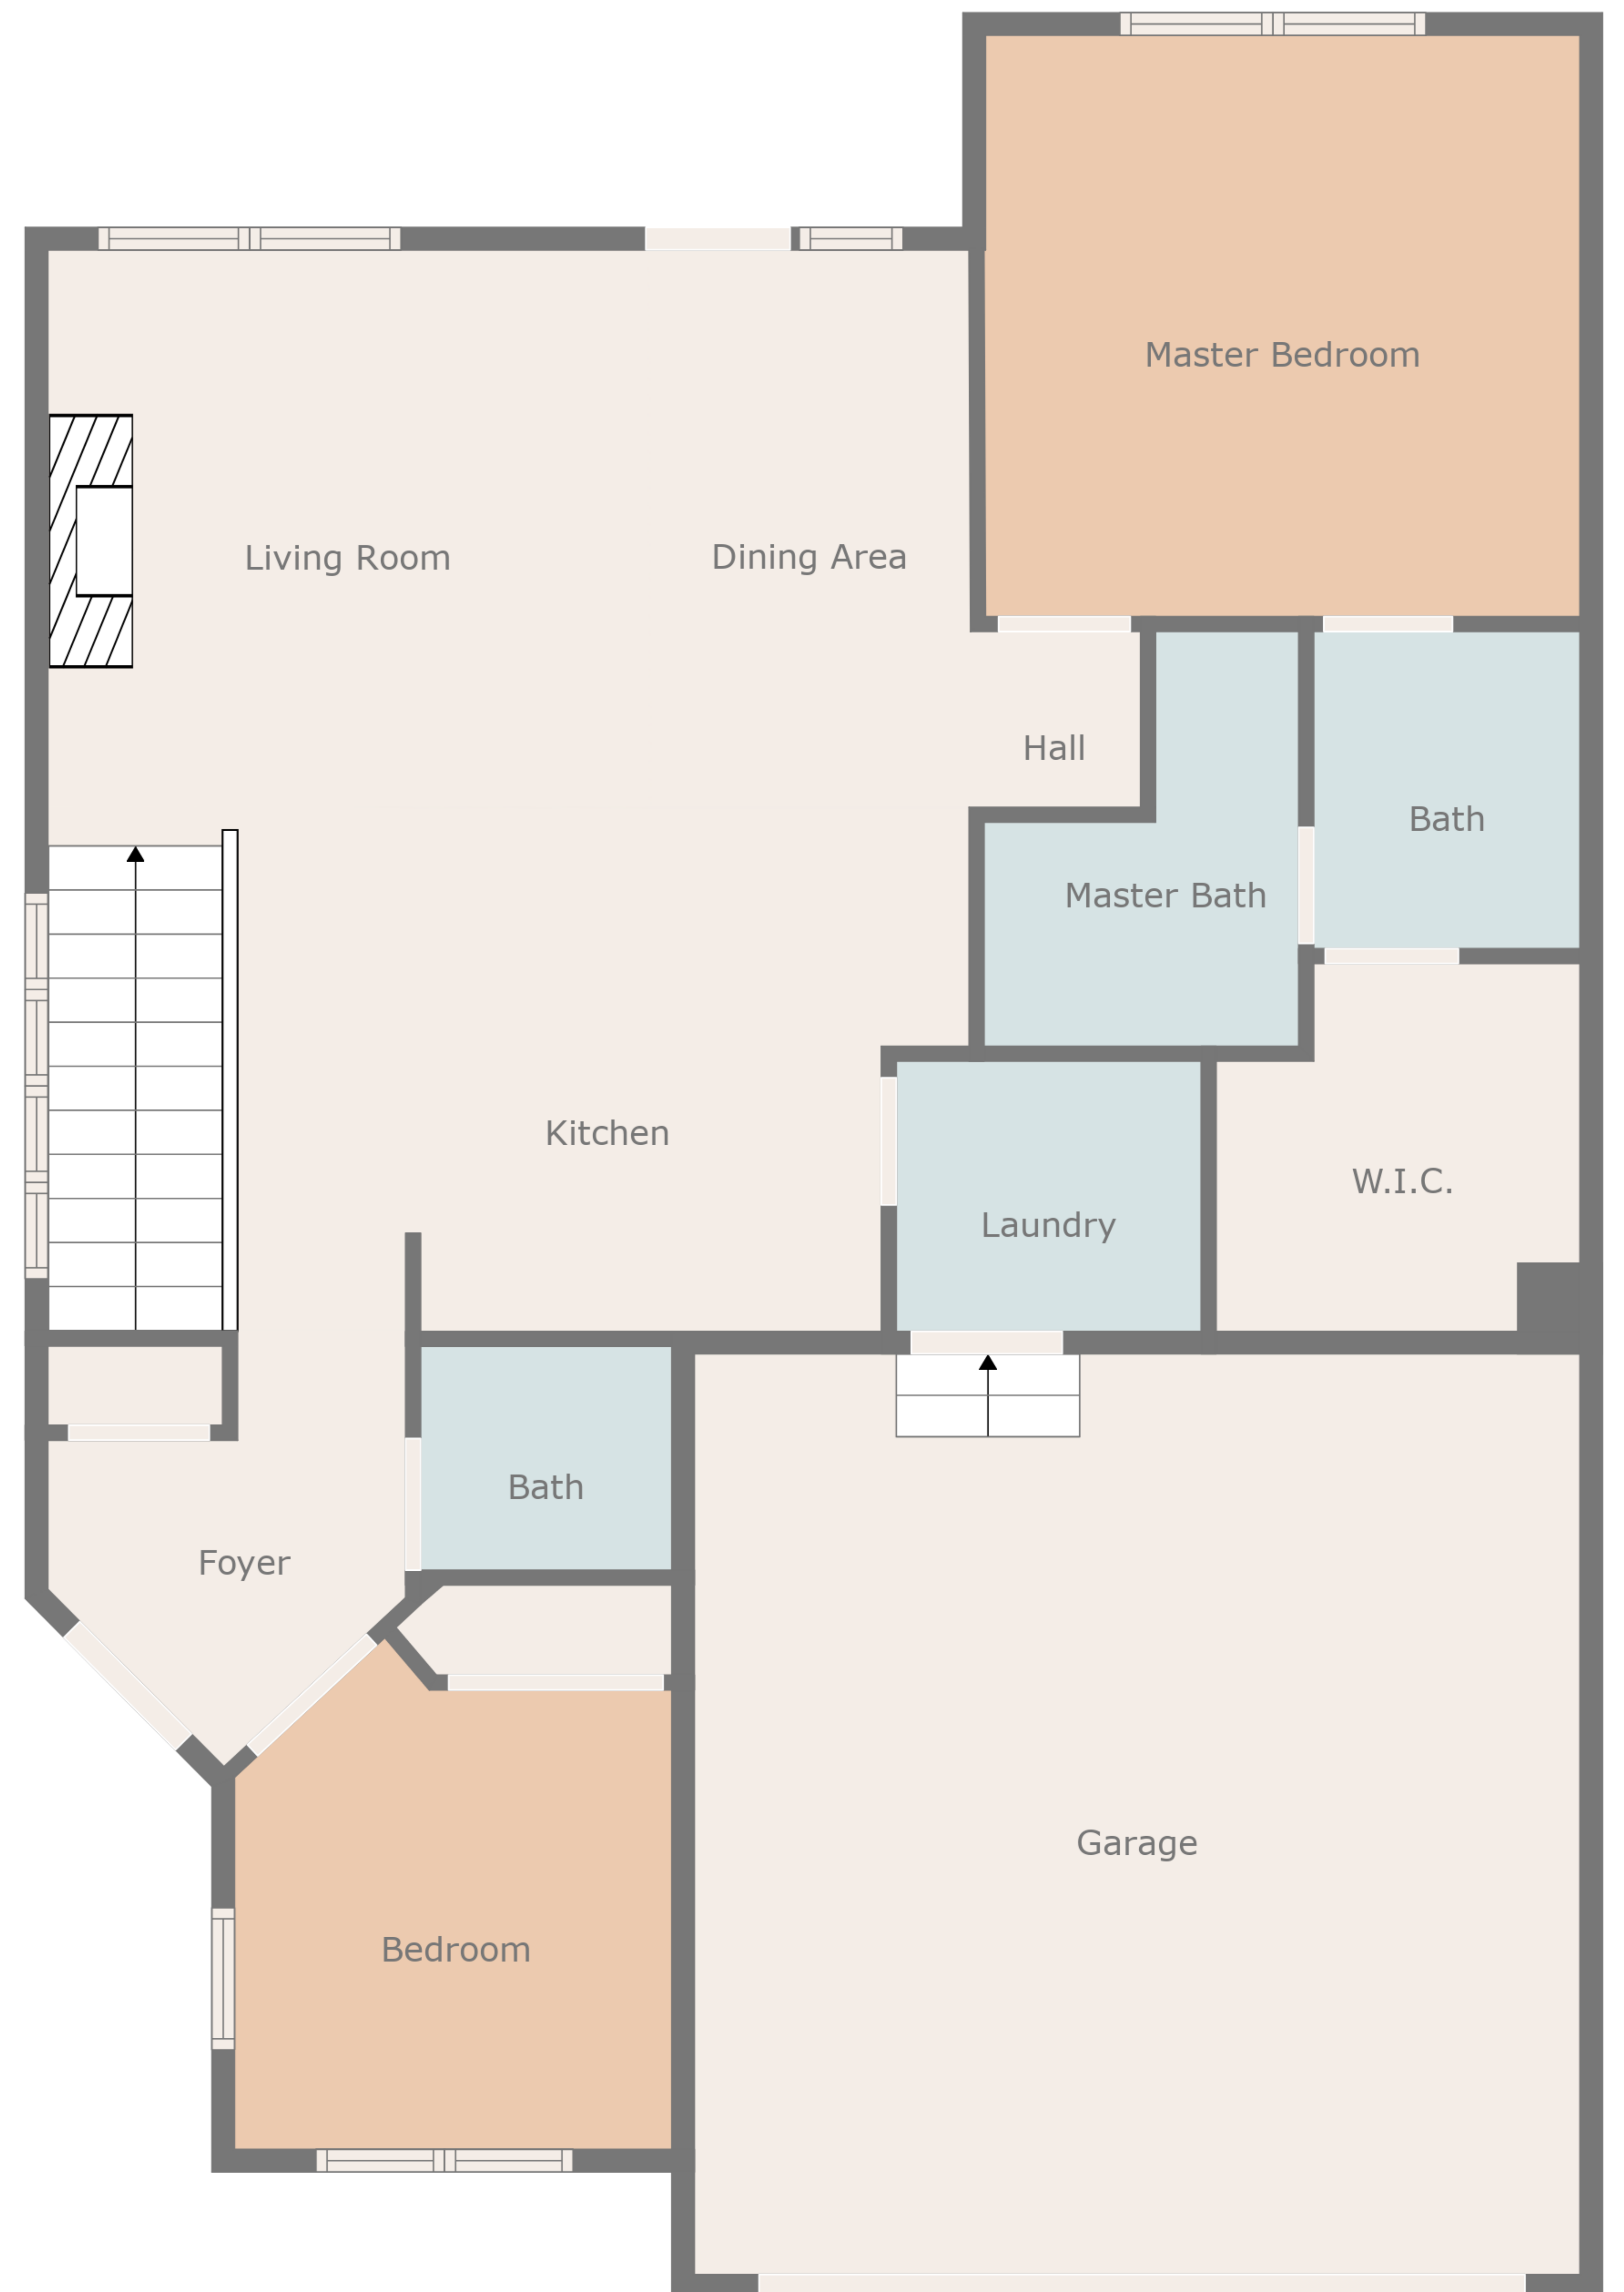 Master Bedroom
Living Room
Dining Area
Hall
Bath
Master Bath
Kitchen
W.I.C.
Laundry
Bath
Foyer
Garage
Bedroom